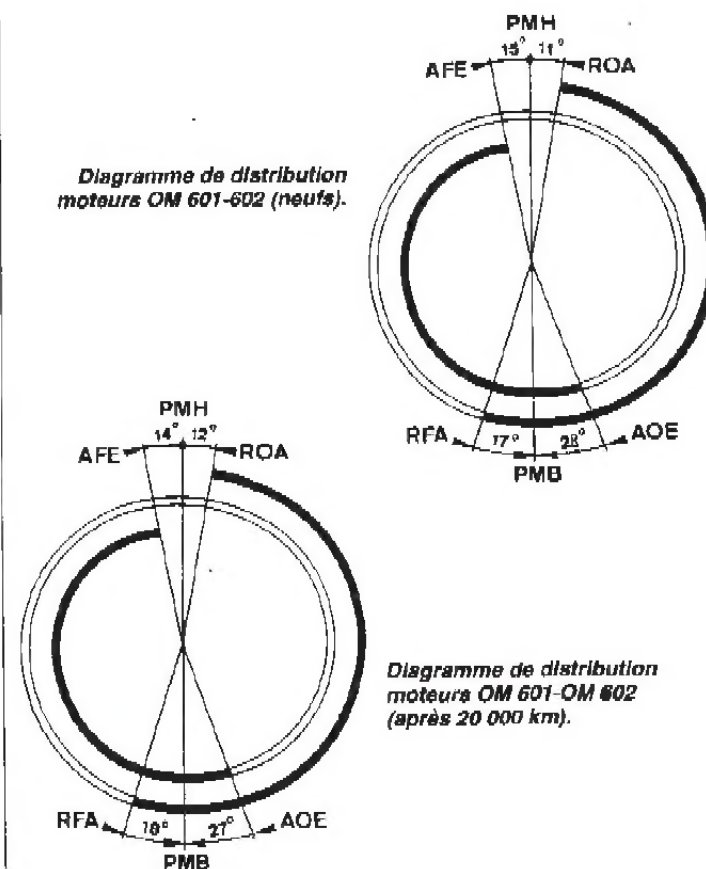 PMH
15° 11°
AFE ROA
Diagramme de distribution
moteurs OM 601-602 (neufs).
RFA 17° 28° AOE
PMB
PMH
14° 12°
AFE ROA
Diagramme de distribution
moteurs OM 601-OM 602
(après 20 000 km).
RFA 18° 27° AOE
PMB